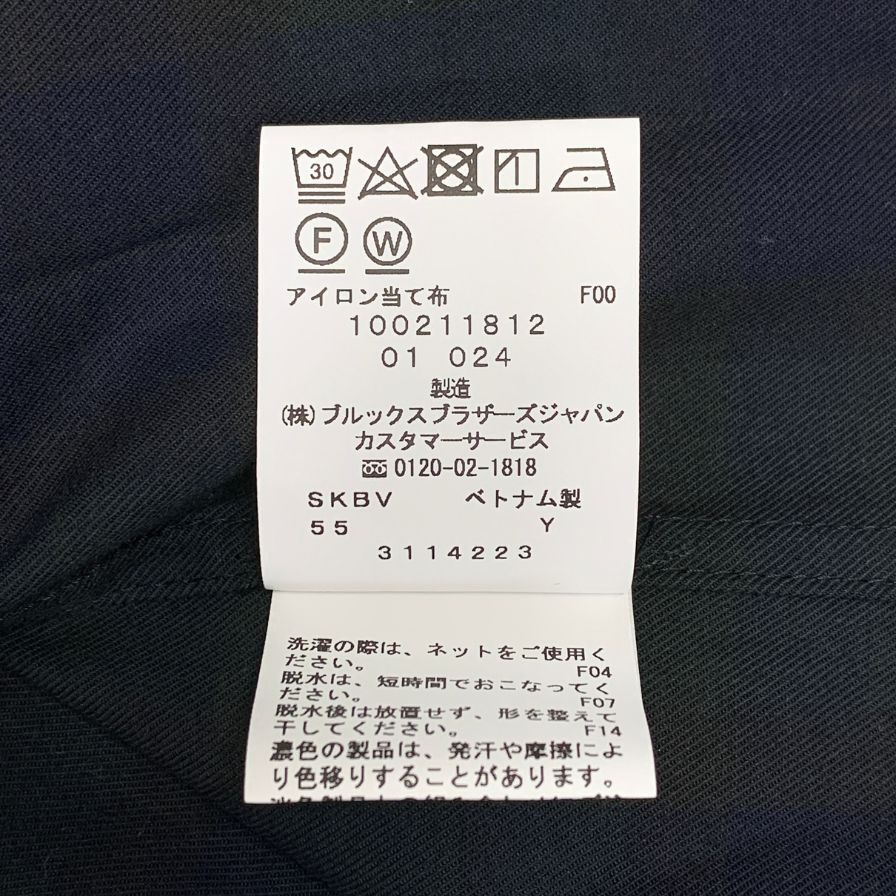 30
F W
アイロン当て布 F00
100211812
01 024
製造
(株)ブルックスブラザーズジャパン
カスタマーサービス
0120-02-1818
SKBV ベトナム製
55 Y
3114223
洗濯の際は、ネットをご使用く
ださい。 F04
脱水は、短時間でおこなってく
ださい。 F07
脱水後は放置せず、形を整えて
干してください。 F14
濃色の製品は、発汗や摩擦によ
り色移りすることがあります。